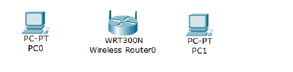 PC-PT
PC0
WRT300N
Wireless Router0
PC-PT
PC1